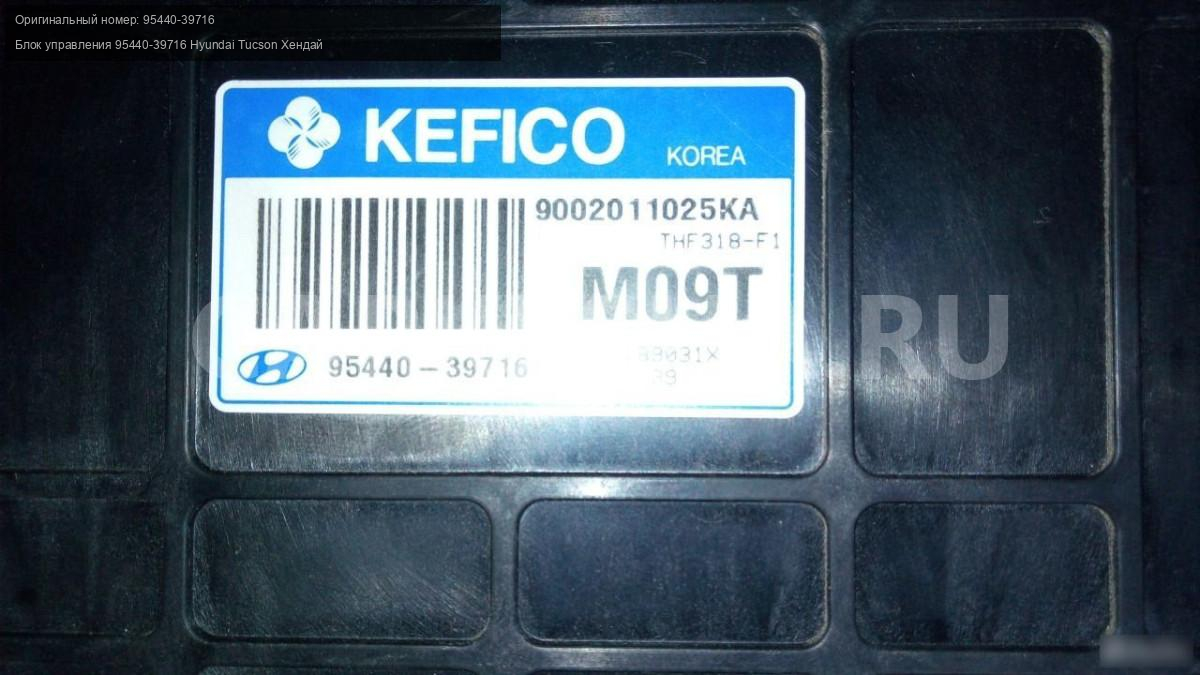 Оригинальный номер: 95440-39716
Блок управления 95440-39716 Hyundai Tucson Хендай
KEFICO
KOREA
9002011025KA
THF318-F1
M09T
95440-39716
.RU